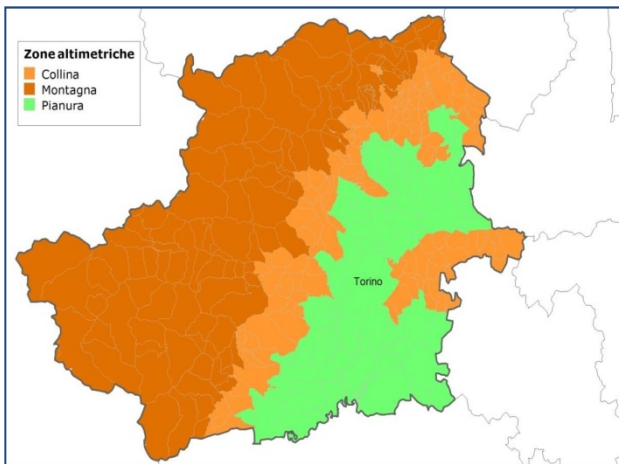 Zone altimetriche
Collina
Montagna
Pianura
Torino